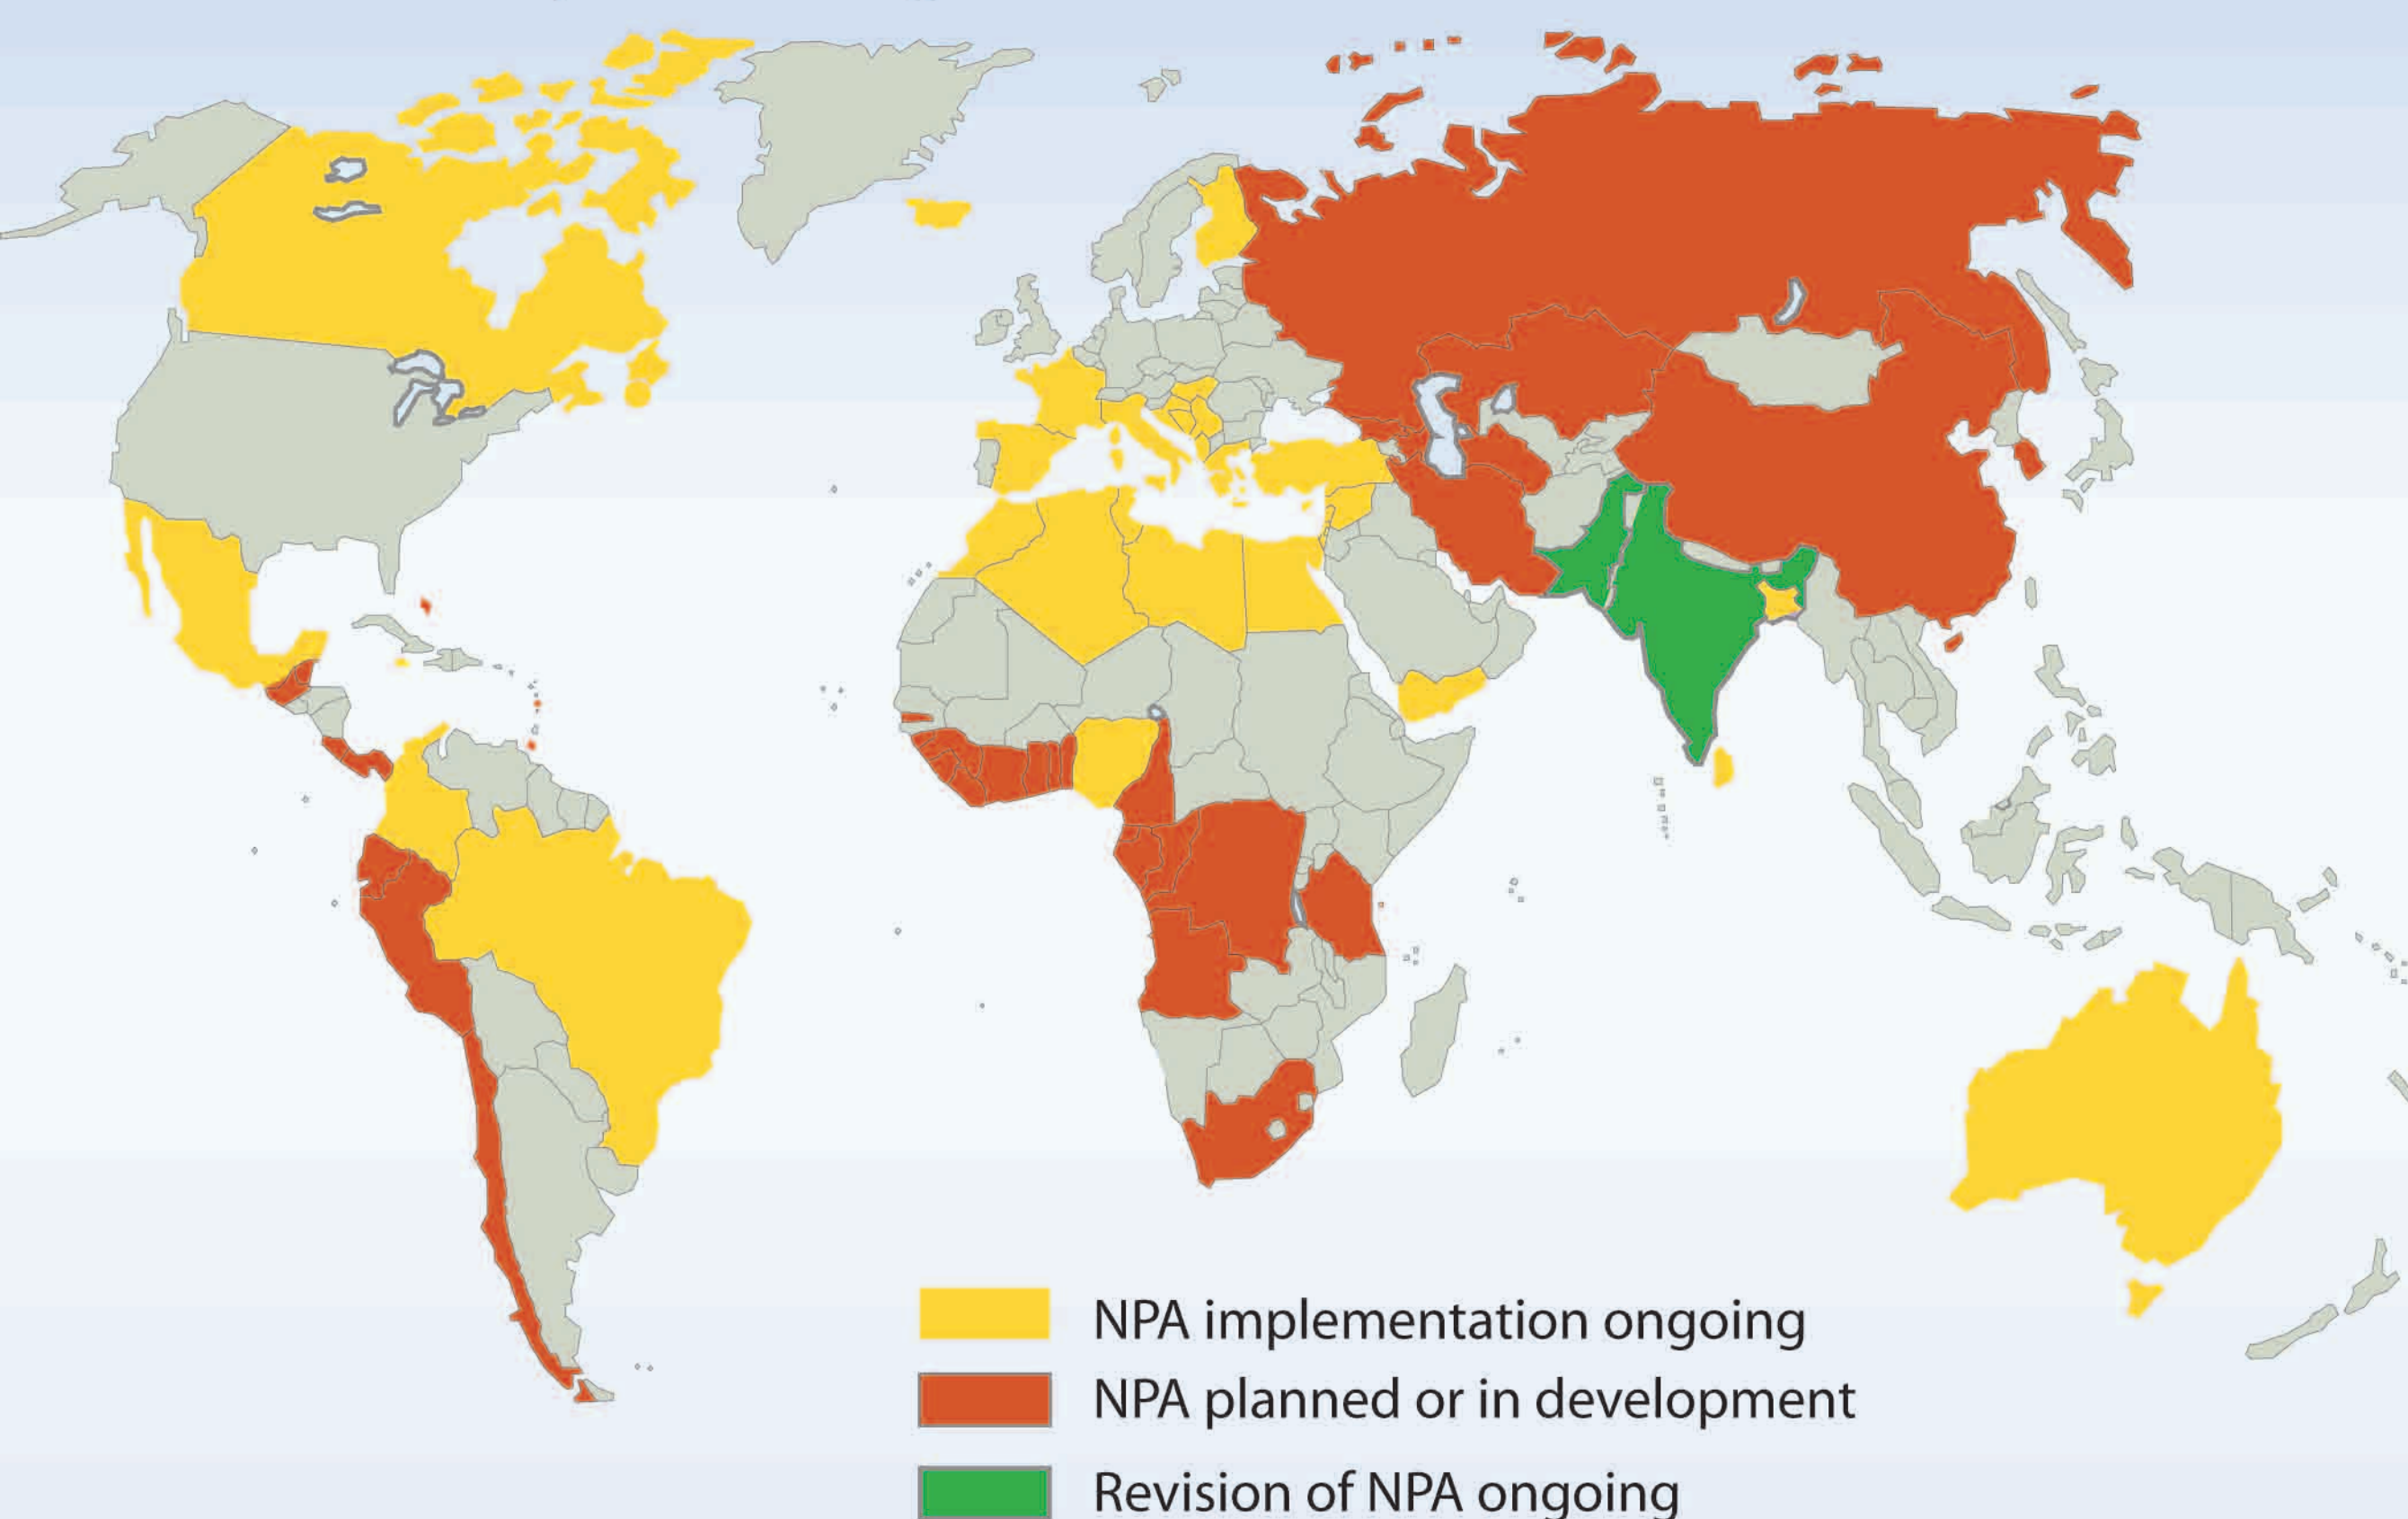 NPA implementation ongoing
NPA planned or in development
Revision of NPA ongoing